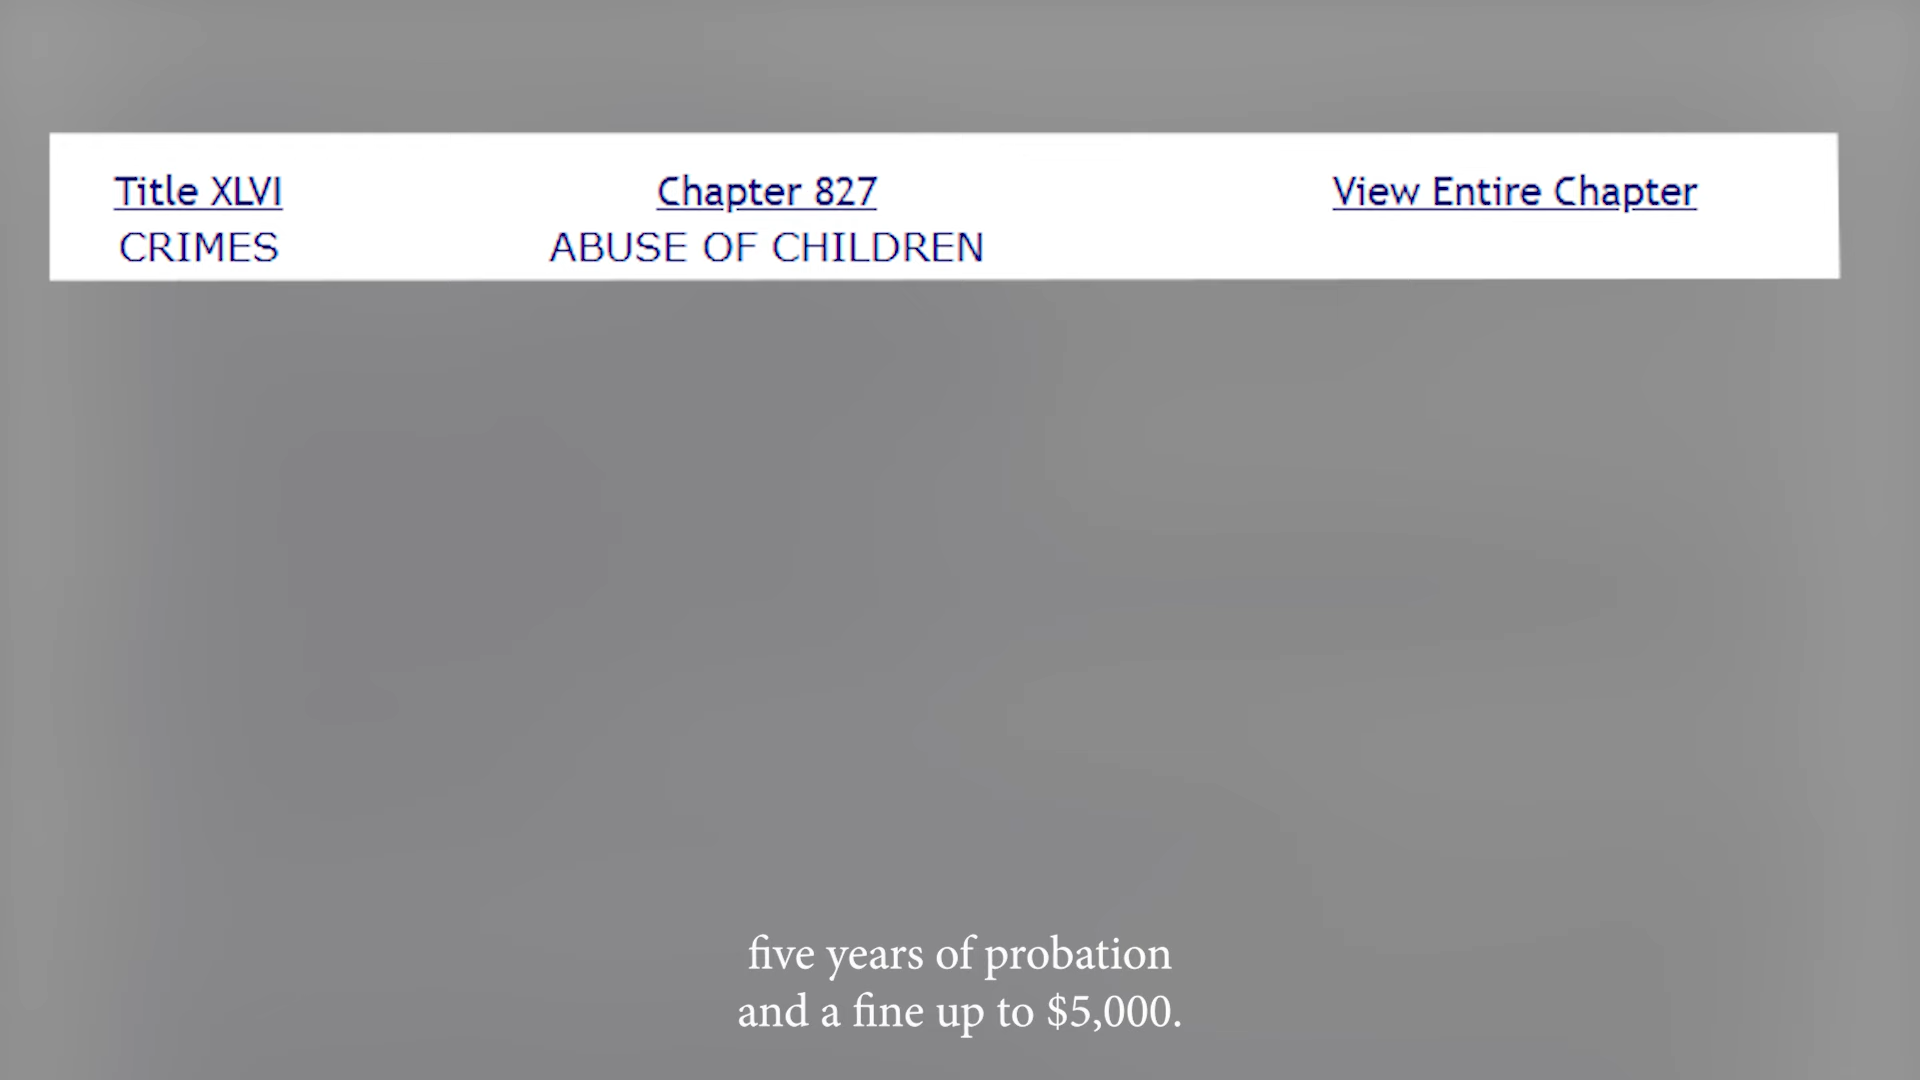 Title XLVI
CRIMES
Chapter 827
ABUSE OF CHILDREN
View Entire Chapter
five years of probation
and a fine up to $5,000.